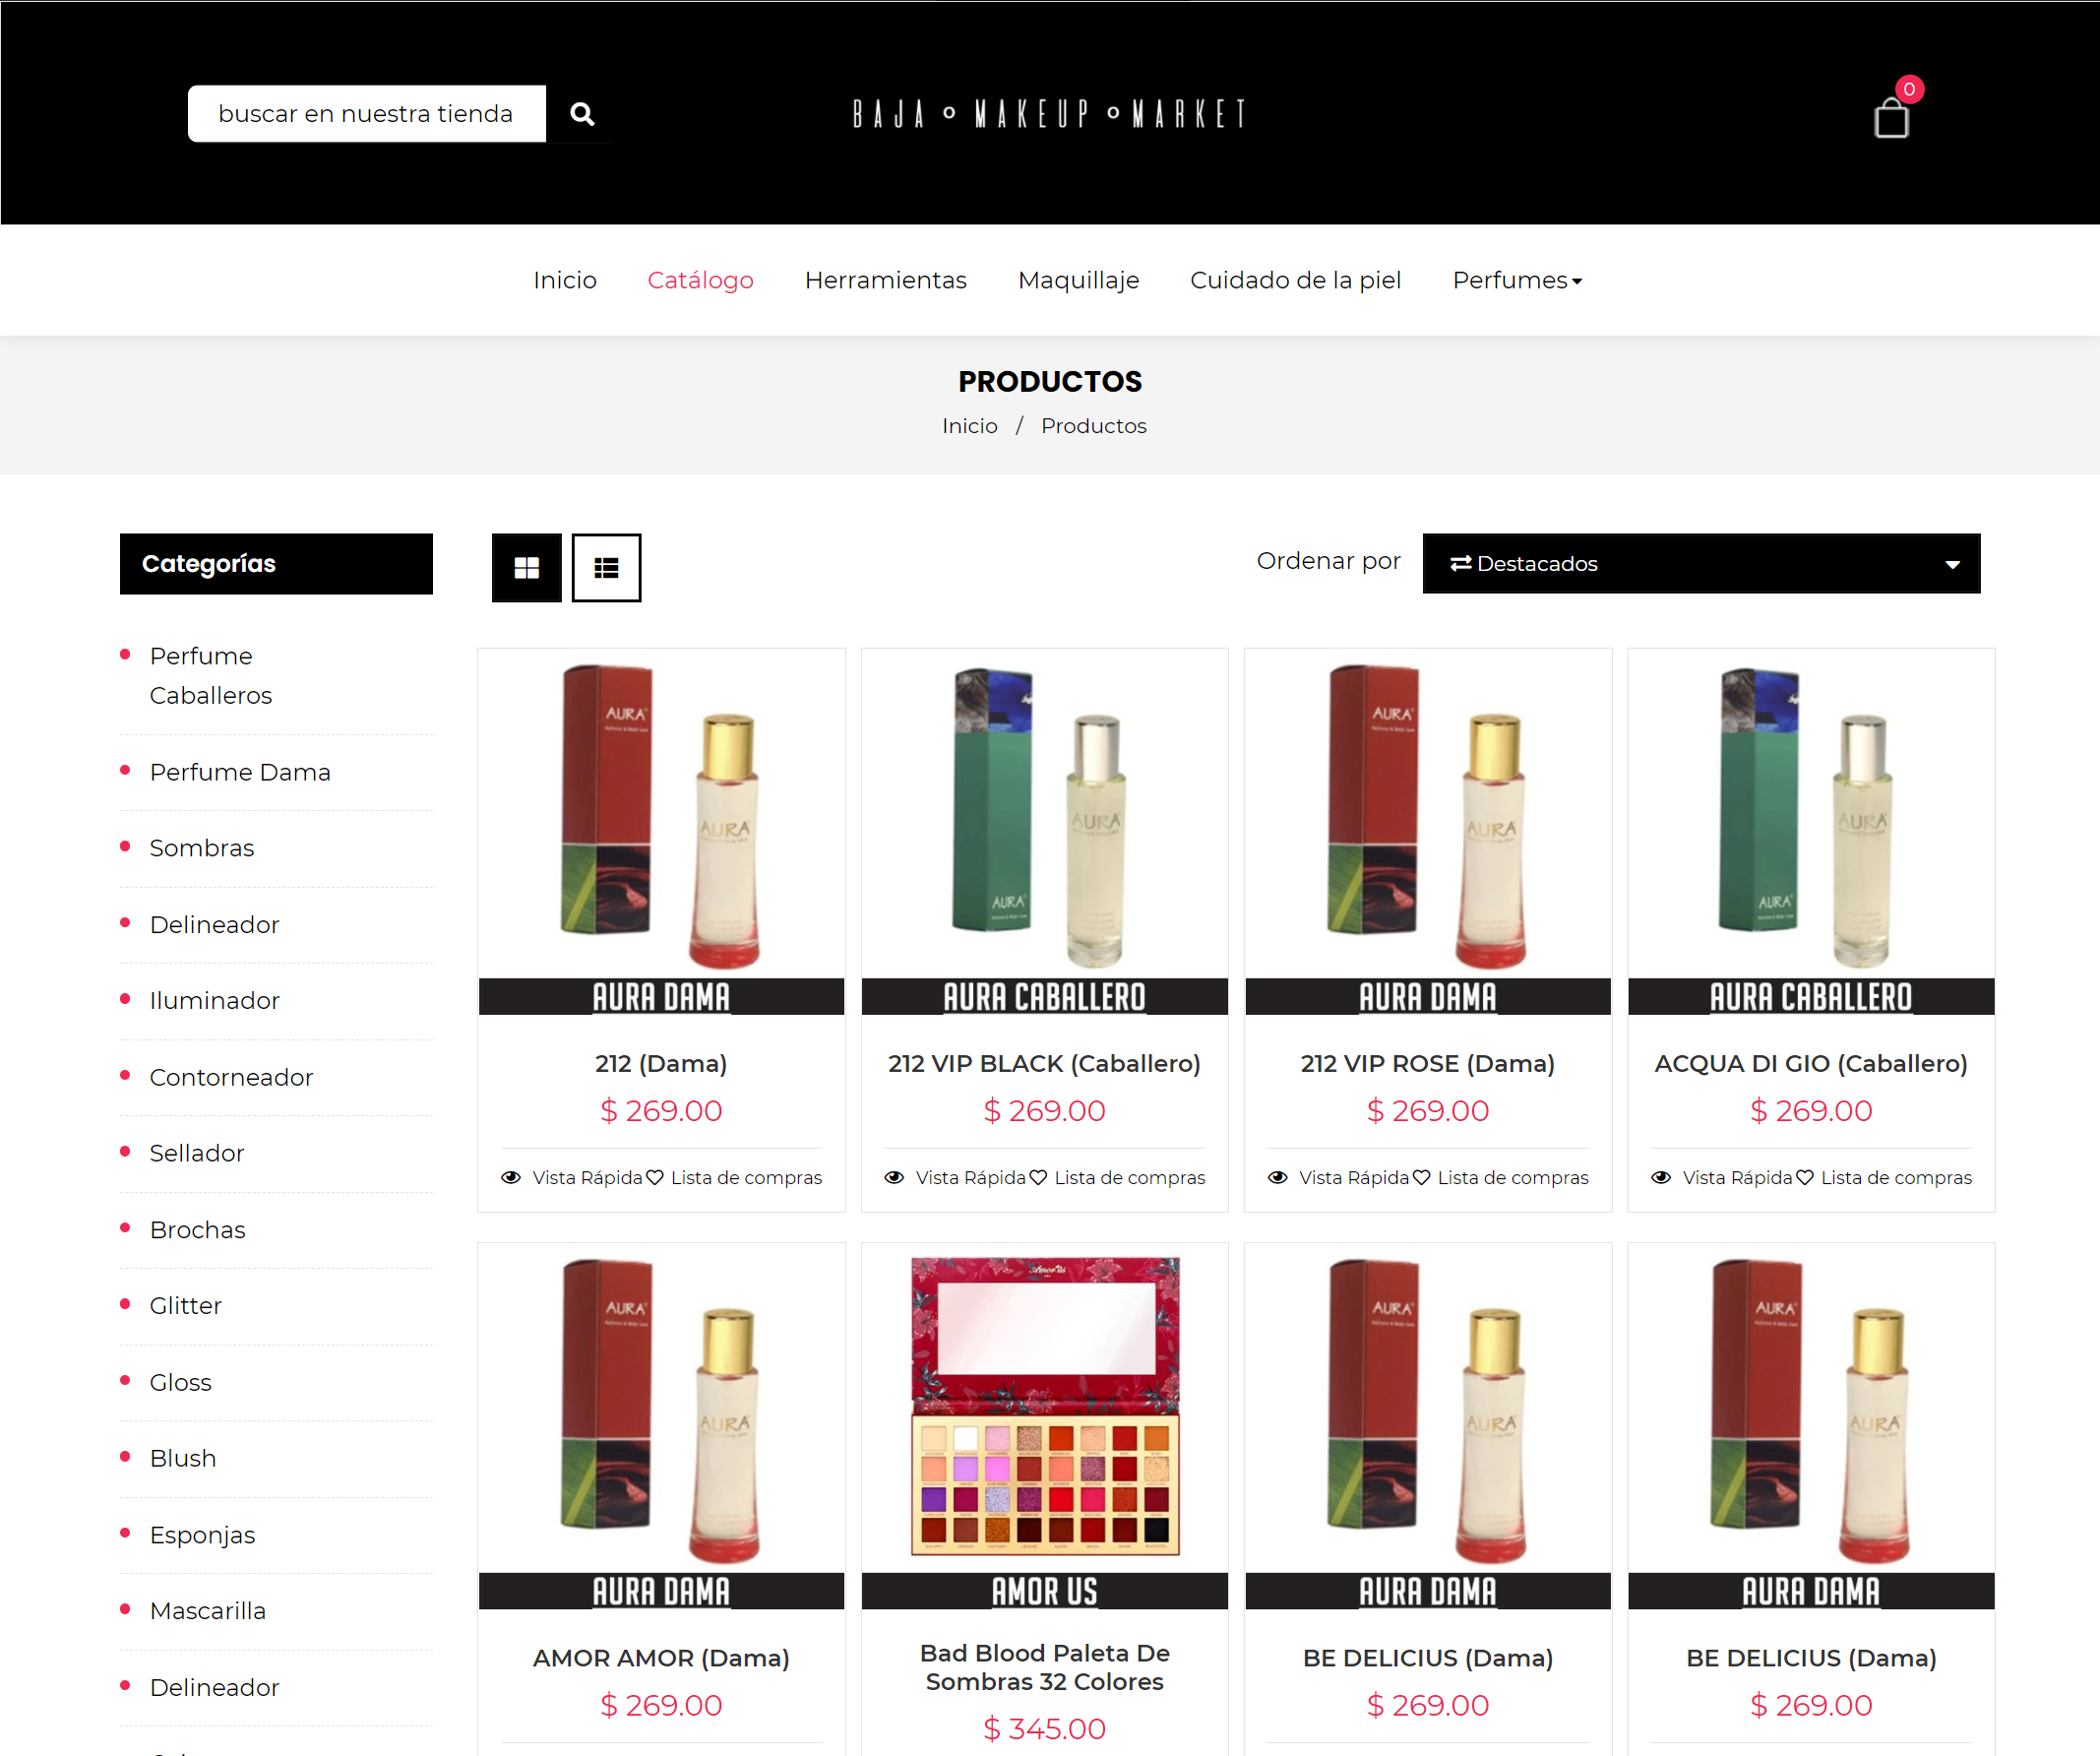 buscar en nuestra tienda
BAJA MAKEUP MARKET
0
Inicio Catálogo Herramientas Maquillaje Cuidado de la piel Perfumes
PRODUCTOS
Inicio / Productos
Categorías
Perfume
Caballeros
Perfume Dama
Sombras
Delineador
Iluminador
Contorneador
Sellador
Brochas
Glitter
Gloss
Blush
Esponjas
Mascarilla
Delineador
Ordenar por
Destacados
AURA
AURA
AURA DAMA
212 (Dama)
$ 269.00
Vista Rápida Lista de compras
AURA
AURA
AURA CABALLERO
212 VIP BLACK (Caballero)
$ 269.00
Vista Rápida Lista de compras
AURA
AURA
AURA DAMA
212 VIP ROSE (Dama)
$ 269.00
Vista Rápida Lista de compras
AURA
AURA
AURA CABALLERO
ACQUA DI GIO (Caballero)
$ 269.00
Vista Rápida Lista de compras
AURA
AURA
AURA DAMA
AMOR AMOR (Dama)
$ 269.00
Amor Us
AMOR US
Bad Blood Paleta De
Sombras 32 Colores
$ 345.00
AURA
AURA
AURA DAMA
BE DELICIUS (Dama)
$ 269.00
AURA
AURA
AURA DAMA
BE DELICIUS (Dama)
$ 269.00